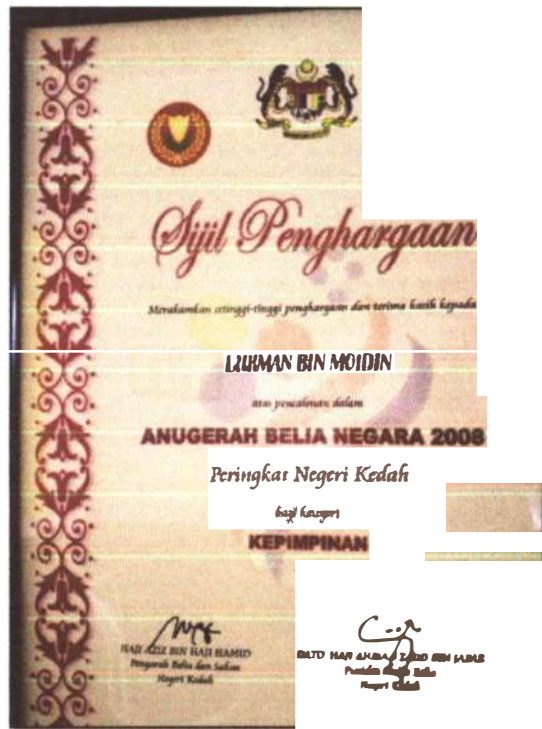 Sijil Penghargaan
Merakamkan setinggi-tinggi penghargaan dan terima kasih kepada
LUKMAN BIN MOIDIN
atas pencalonan dalam
ANUGERAH BELIA NEGARA 2008
Peringkat Negeri Kedah
bagi kategori
KEPIMPINAN
HAJI AZIZ BIN HAJI HAMID
Pengarah Belia dan Sukan
Negeri Kedah
DATO HAJI
Negeri Kedah